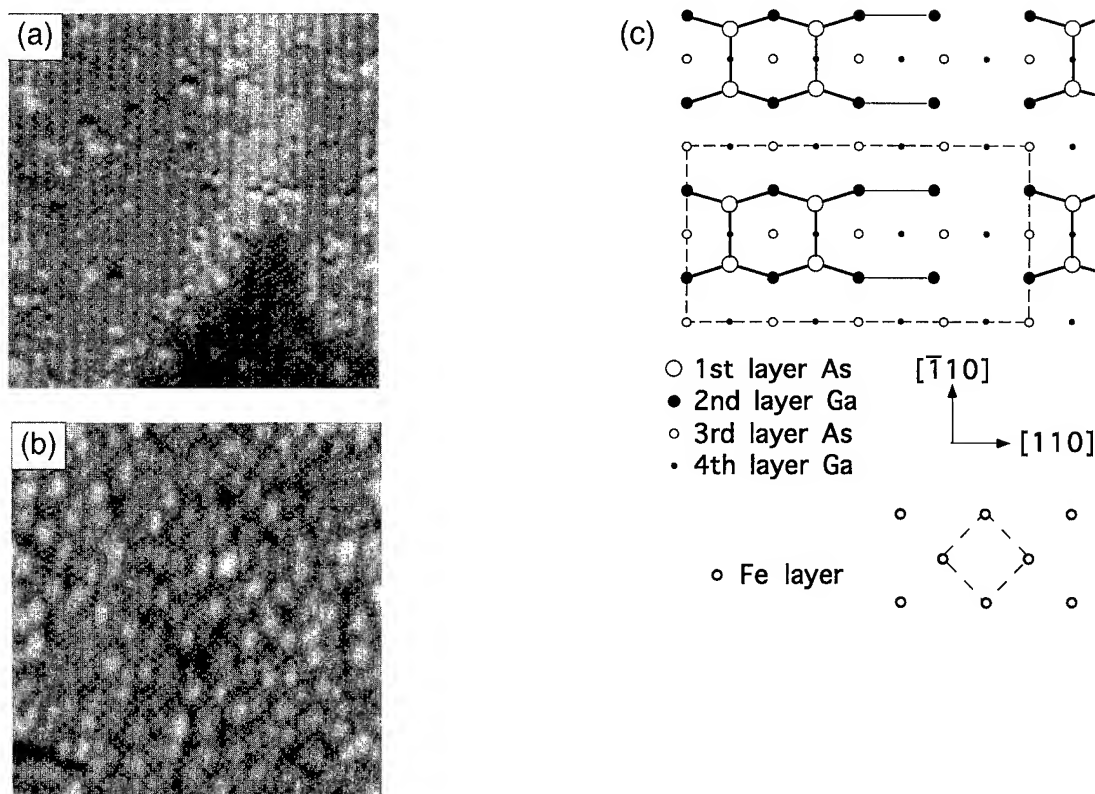 (a)
(b)
(c)
1st layer As
2nd layer Ga
3rd layer As
4th layer Ga
[1̅10]
[110]
Fe layer